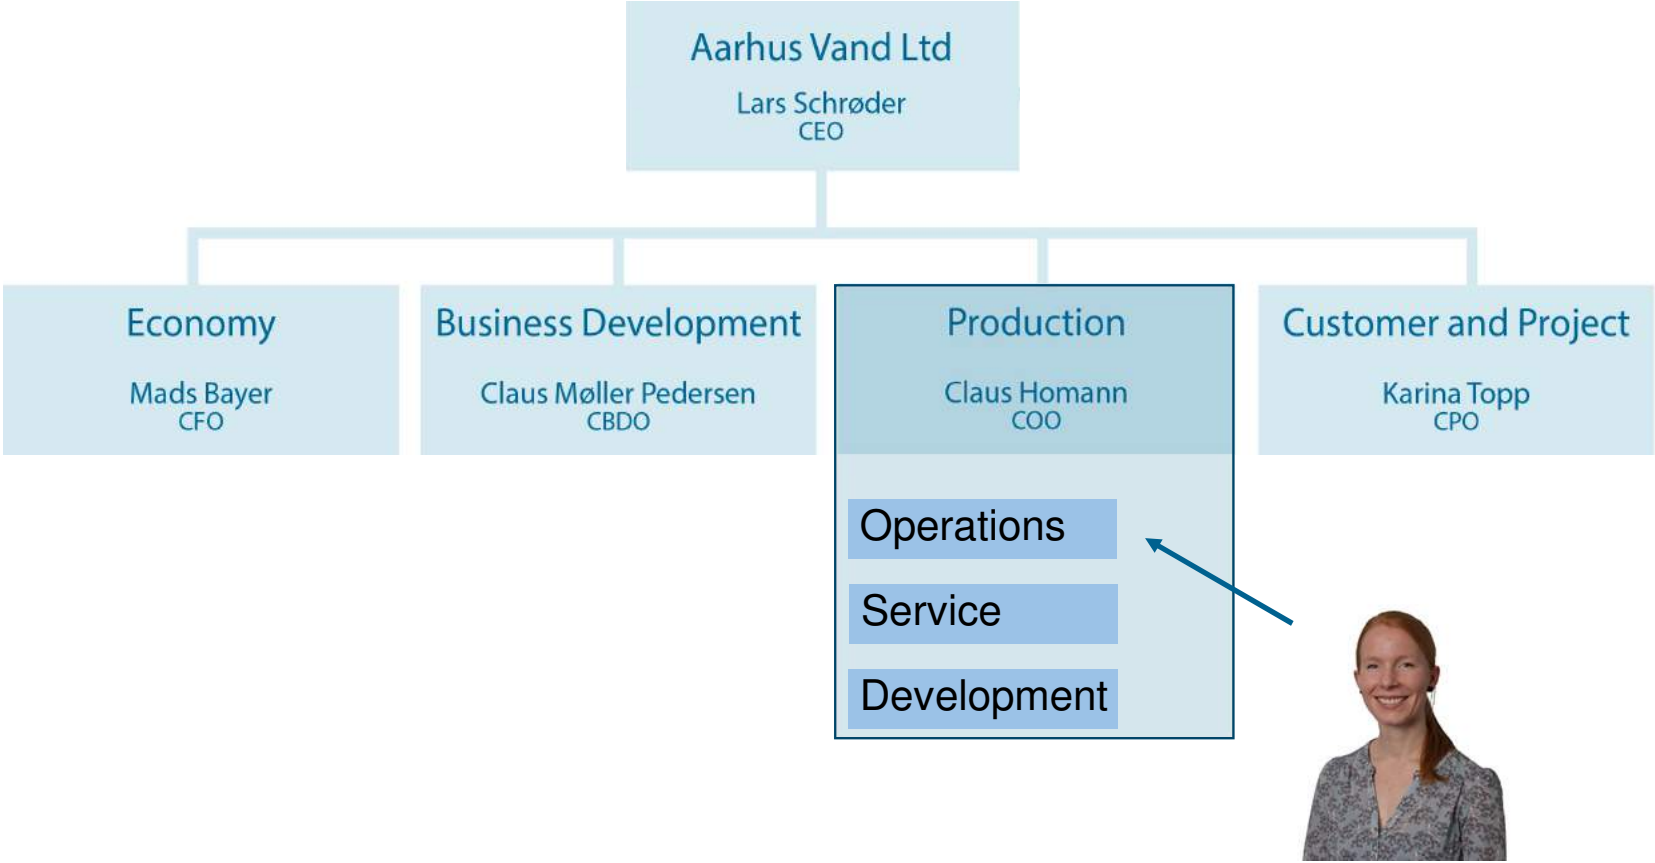 Aarhus Vand Ltd
Lars Schrøder
CEO
Economy
Mads Bayer
CFO
Business Development
Claus Møller Pedersen
CBDO
Production
Claus Homann
COO
Customer and Project
Karina Topp
CPO
Operations
Service
Development